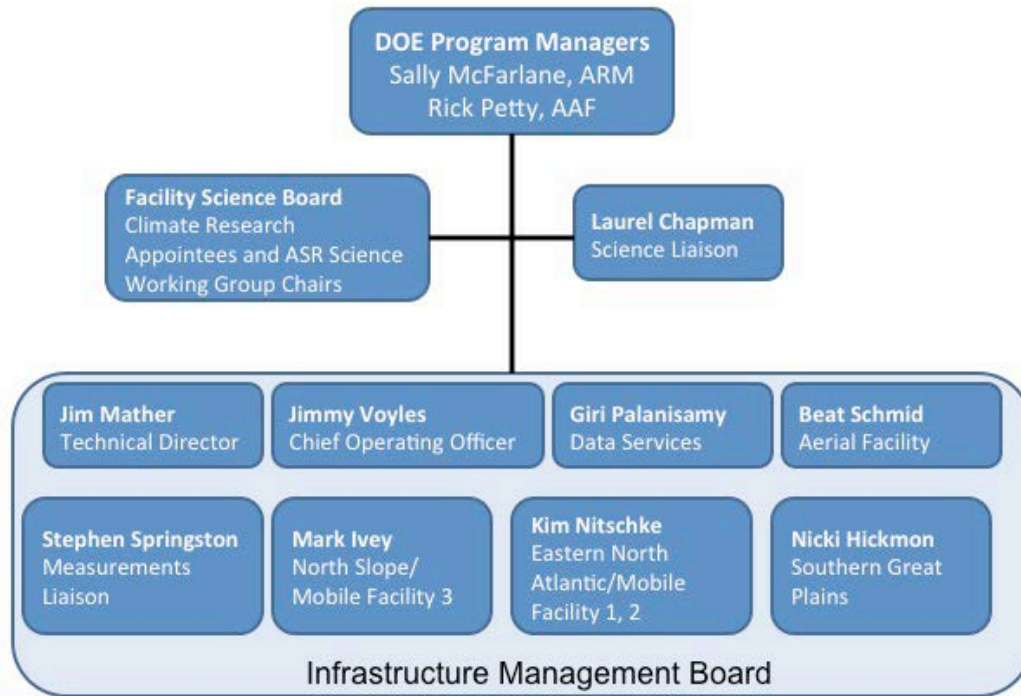 DOE Program Managers
Sally McFarlane, ARM
Rick Petty, AAF
Facility Science Board
Climate Research
Appointees and ASR Science
Working Group Chairs
Laurel Chapman
Science Liaison
Jim Mather
Technical Director
Jimmy Voyles
Chief Operating Officer
Giri Palanisamy
Data Services
Beat Schmid
Aerial Facility
Stephen Springston
Measurements
Liaison
Mark Ivey
North Slope/
Mobile Facility 3
Kim Nitschke
Eastern North
Atlantic/Mobile
Facility 1, 2
Nicki Hickmon
Southern Great
Plains
Infrastructure Management Board